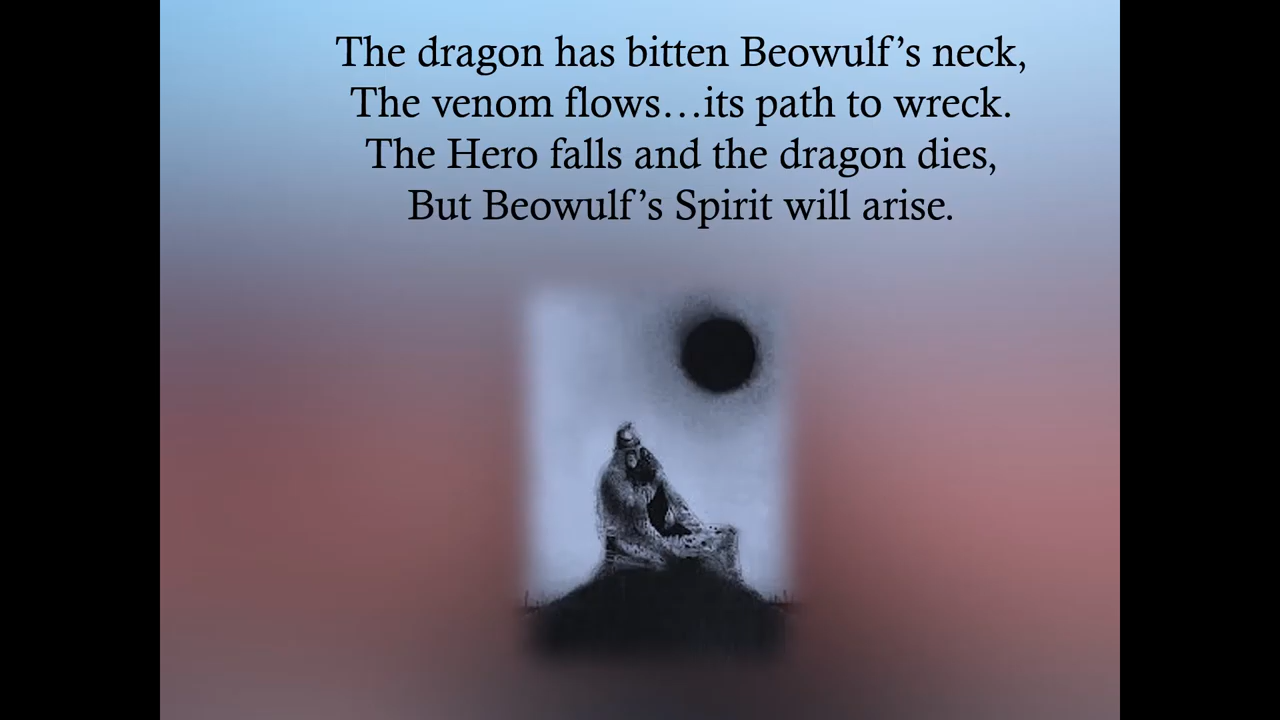 The dragon has bitten Beowulf’s neck,
The venom flows…its path to wreck.
The Hero falls and the dragon dies,
But Beowulf’s Spirit will arise.